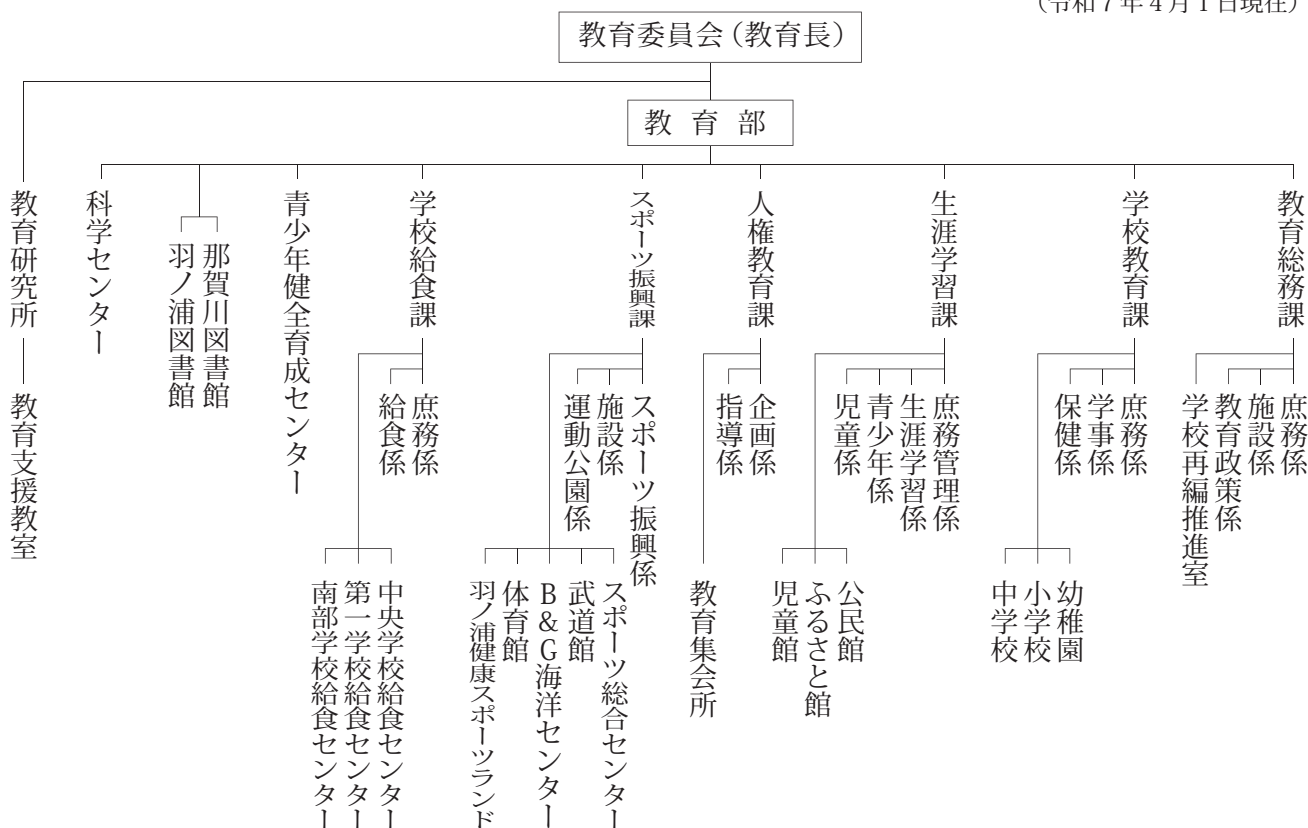 （令和７年４月１日現在）
教育委員会（教育長）
教育部
教育総務課
庶務係
施設係
教育政策係
学校再編推進室
学校教育課
庶務係
学事係
保健係
幼稚園
小学校
中学校
生涯学習課
庶務管理係
生涯学習係
青少年係
児童係
公民館
ふるさと館
児童館
人権教育課
企画係
指導係
教育集会所
スポーツ振興課
スポーツ振興係
施設係
運動公園係
スポーツ総合センター
武道館
B＆G海洋センター
体育館
羽ノ浦健康スポーツランド
学校給食課
庶務係
給食係
中央学校給食センター
第一学校給食センター
南部学校給食センター
青少年健全育成センター
那賀川図書館
羽ノ浦図書館
科学センター
教育研究所
教育支援教室